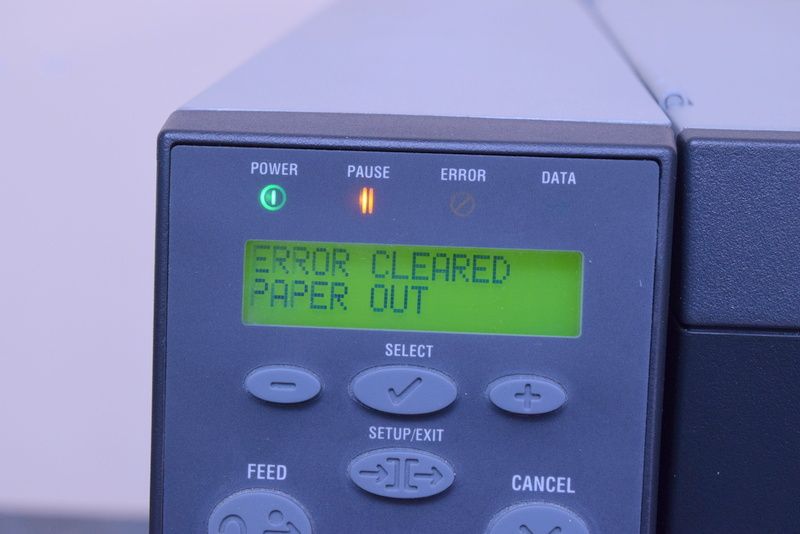 POWER PAUSE ERROR DATA
ERROR CLEARED
PAPER OUT
SELECT
SETUP/EXIT
FEED CANCEL